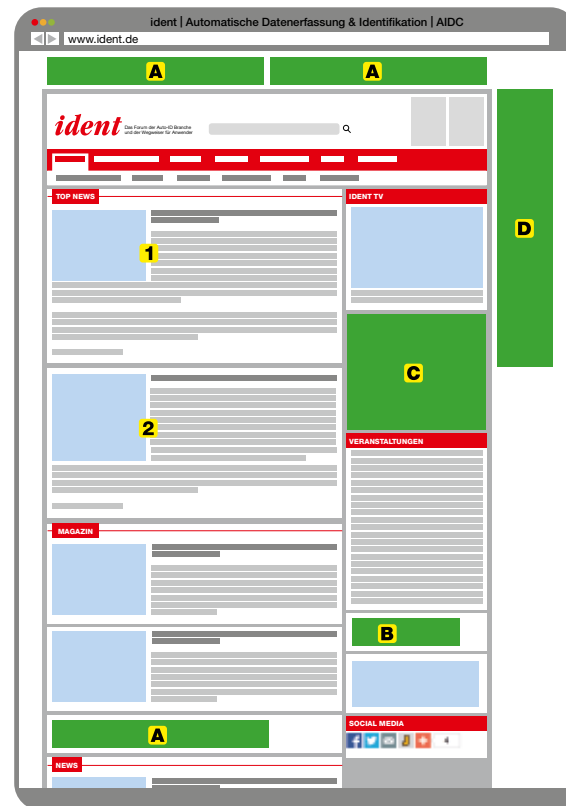 ident | Automatische Datenerfassung & Identifikation | AIDC
www.ident.de
A
A
ident
Das Forum der Auto-ID Branche
und der Wegweiser für Anwender
TOP NEWS
IDENT TV
D
1
C
2
VERANSTALTUNGEN
MAGAZIN
B
A
SOCIAL MEDIA
4
NEWS